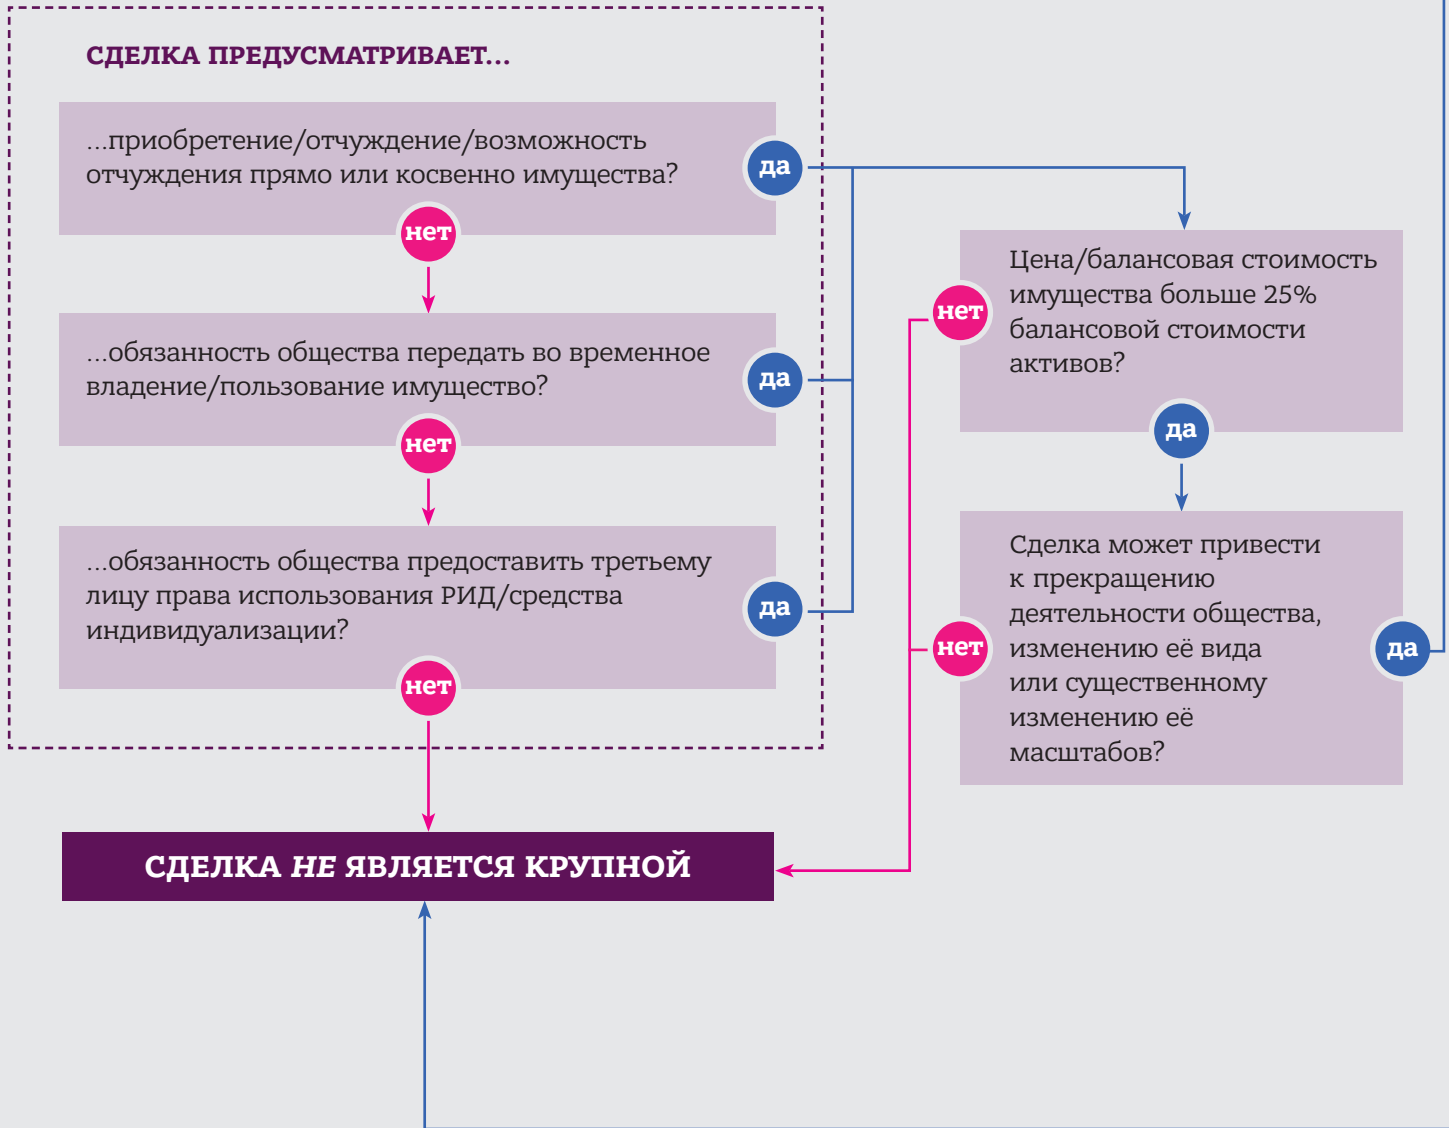 СДЕЛКА ПРЕДУСМАТРИВАЕТ...
...приобретение/отчуждение/возможность
отчуждения прямо или косвенно имущества?
да
нет
...обязанность общества передать во временное
владение/пользование имущество?
да
нет
...обязанность общества предоставить третьему
лицу права использования РИД/средства
индивидуализации?
да
нет
Цена/балансовая стоимость
имущества больше 25%
балансовой стоимости
активов?
нет
да
Сделка может привести
к прекращению
деятельности общества,
изменению её вида
или существенному
изменению её
масштабов?
нет
да
СДЕЛКА НЕ ЯВЛЯЕТСЯ КРУПНОЙ